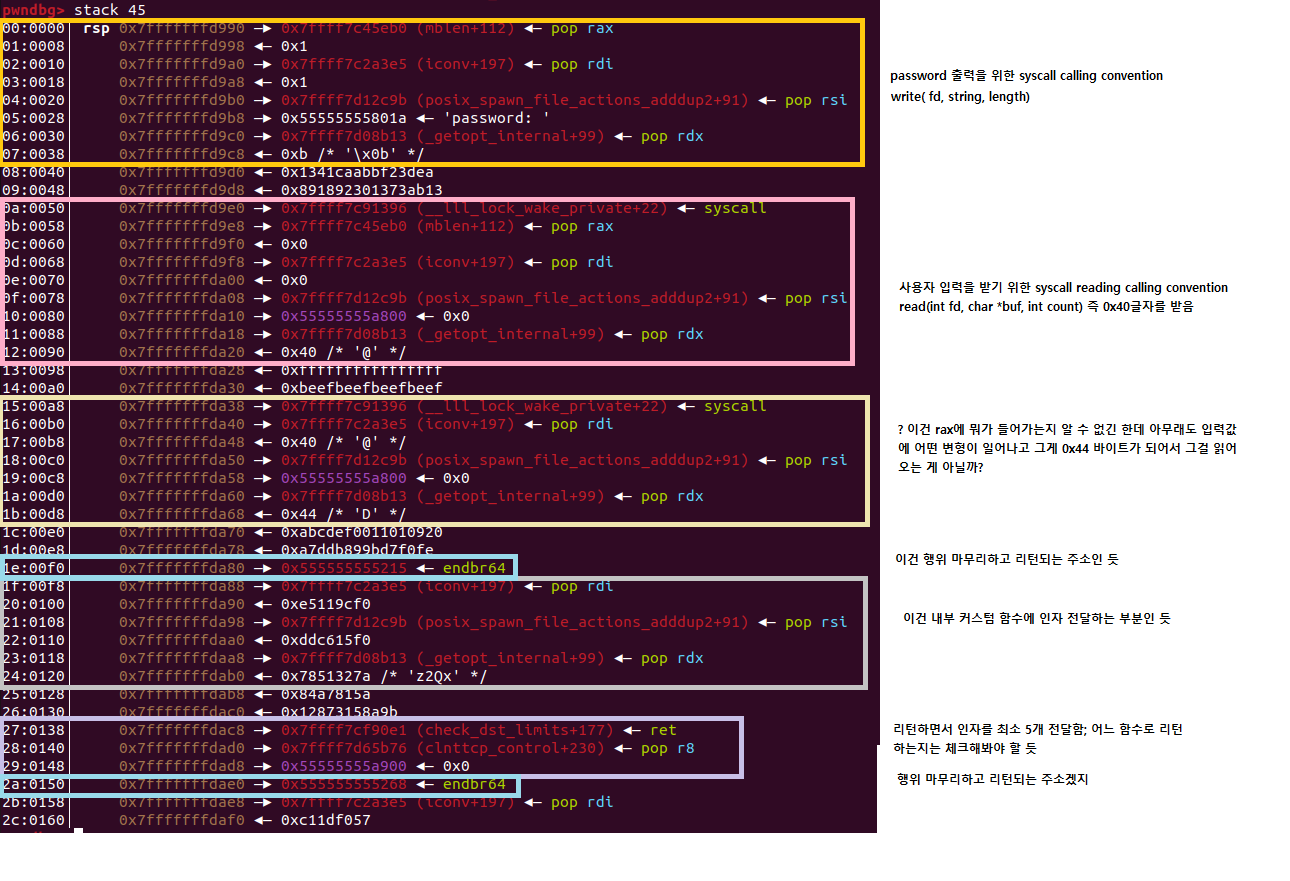 pwndbg> stack 45
00:0000│ rsp 0x7fffffffd990 —▸ 0x7ffff7c45eb0 (mblen+112) ◂— pop rax
01:0008│ 0x7fffffffd998 ◂— 0x1
02:0010│ 0x7fffffffd9a0 —▸ 0x7ffff7c2a3e5 (iconv+197) ◂— pop rdi
03:0018│ 0x7fffffffd9a8 ◂— 0x1
04:0020│ 0x7fffffffd9b0 —▸ 0x7ffff7d12c9b (posix_spawn_file_actions_adddup2+91) ◂— pop rsi
05:0028│ 0x7fffffffd9b8 —▸ 0x55555555801a ◂— 'password: '
06:0030│ 0x7fffffffd9c0 —▸ 0x7ffff7d08b13 (_getopt_internal+99) ◂— pop rdx
07:0038│ 0x7fffffffd9c8 ◂— 0xb /* '\x0b' */
password 출력을 위한 syscall calling convention
write( fd, string, length)
08:0040│ 0x7fffffffd9d0 ◂— 0x1341caabbf23dea
09:0048│ 0x7fffffffd9d8 ◂— 0x891892301373ab13
0a:0050│ 0x7fffffffd9e0 —▸ 0x7ffff7c91396 (__lll_lock_wake_private+22) ◂— syscall
0b:0058│ 0x7fffffffd9e8 —▸ 0x7ffff7c45eb0 (mblen+112) ◂— pop rax
0c:0060│ 0x7fffffffd9f0 ◂— 0x0
0d:0068│ 0x7fffffffd9f8 —▸ 0x7ffff7c2a3e5 (iconv+197) ◂— pop rdi
0e:0070│ 0x7fffffffda00 ◂— 0x0
0f:0078│ 0x7fffffffda08 —▸ 0x7ffff7d12c9b (posix_spawn_file_actions_adddup2+91) ◂— pop rsi
10:0080│ 0x7fffffffda10 —▸ 0x55555555a800 ◂— 0x0
11:0088│ 0x7fffffffda18 —▸ 0x7ffff7d08b13 (_getopt_internal+99) ◂— pop rdx
12:0090│ 0x7fffffffda20 ◂— 0x40 /* '@' */
사용자 입력을 받기 위한 syscall reading calling convention
read(int fd, char *buf, int count) 즉 0x40글자를 받음
13:0098│ 0x7fffffffda28 ◂— 0xffffffffffffffff
14:00a0│ 0x7fffffffda30 ◂— 0xbeefbeefbeefbeef
15:00a8│ 0x7fffffffda38 —▸ 0x7ffff7c91396 (__lll_lock_wake_private+22) ◂— syscall
16:00b0│ 0x7fffffffda40 —▸ 0x7ffff7c2a3e5 (iconv+197) ◂— pop rdi
17:00b8│ 0x7fffffffda48 ◂— 0x40 /* '@' */
18:00c0│ 0x7fffffffda50 —▸ 0x7ffff7d12c9b (posix_spawn_file_actions_adddup2+91) ◂— pop rsi
19:00c8│ 0x7fffffffda58 —▸ 0x55555555a800 ◂— 0x0
1a:00d0│ 0x7fffffffda60 —▸ 0x7ffff7d08b13 (_getopt_internal+99) ◂— pop rdx
1b:00d8│ 0x7fffffffda68 ◂— 0x44 /* 'D' */
? 이건 rax에 뭐가 들어가는지 알 수 없긴 한데 아무래도 입력값
에 어떤 변형이 일어나고 그게 0x44 바이트가 되어서 그걸 읽어
오는 게 아닐까?
1c:00e0│ 0x7fffffffda70 ◂— 0xabcdef0011010920
1d:00e8│ 0x7fffffffda78 ◂— 0xa7ddb899bd7f0fe
1e:00f0│ 0x7fffffffda80 —▸ 0x555555555215 ◂— endbr64
이건 행위 마무리하고 리턴되는 주소인 듯
1f:00f8│ 0x7fffffffda88 —▸ 0x7ffff7c2a3e5 (iconv+197) ◂— pop rdi
20:0100│ 0x7fffffffda90 ◂— 0xe5119cf0
21:0108│ 0x7fffffffda98 —▸ 0x7ffff7d12c9b (posix_spawn_file_actions_adddup2+91) ◂— pop rsi
22:0110│ 0x7fffffffdaa0 ◂— 0xddc615f0
23:0118│ 0x7fffffffdaa8 —▸ 0x7ffff7d08b13 (_getopt_internal+99) ◂— pop rdx
24:0120│ 0x7fffffffdab0 ◂— 0x7851327a /* 'z2Qx' */
이건 내부 커스텀 함수에 인자 전달하는 부분인 듯
25:0128│ 0x7fffffffdab8 ◂— 0x84a7815a
26:0130│ 0x7fffffffdac0 ◂— 0x12873158a9b
27:0138│ 0x7fffffffdac8 —▸ 0x7ffff7cf90e1 (check_dst_limits+177) ◂— ret
28:0140│ 0x7fffffffdad0 —▸ 0x7ffff7d65b76 (clnttcp_control+230) ◂— pop r8
29:0148│ 0x7fffffffdad8 —▸ 0x55555555a900 ◂— 0x0
리턴하면서 인자를 최소 5개 전달함; 어느 함수로 리턴
하는지는 체크해봐야 할 듯
2a:0150│ 0x7fffffffdae0 —▸ 0x555555555268 ◂— endbr64
행위 마무리하고 리턴되는 주소겠지
2b:0158│ 0x7fffffffdae8 —▸ 0x7ffff7c2a3e5 (iconv+197) ◂— pop rdi
2c:0160│ 0x7fffffffdaf0 ◂— 0xc11df057